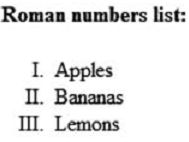 Roman numbers list:
I. Apples
II. Bananas
III. Lemons